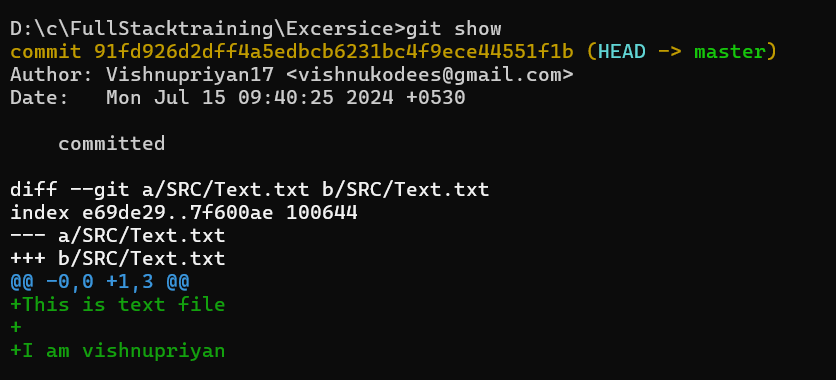 D:\c\FullStacktraining\Excersice>git show
commit 91fd926d2dff4a5edbcb6231bc4f9ece44551f1b (HEAD -> master)
Author: Vishnupriyan17 <vishnukodees@gmail.com>
Date:   Mon Jul 15 09:40:25 2024 +0530

    committed

diff --git a/SRC/Text.txt b/SRC/Text.txt
index e69de29..7f600ae 100644
--- a/SRC/Text.txt
+++ b/SRC/Text.txt
@@ -0,0 +1,3 @@
+This is text file
+
+I am vishnupriyan